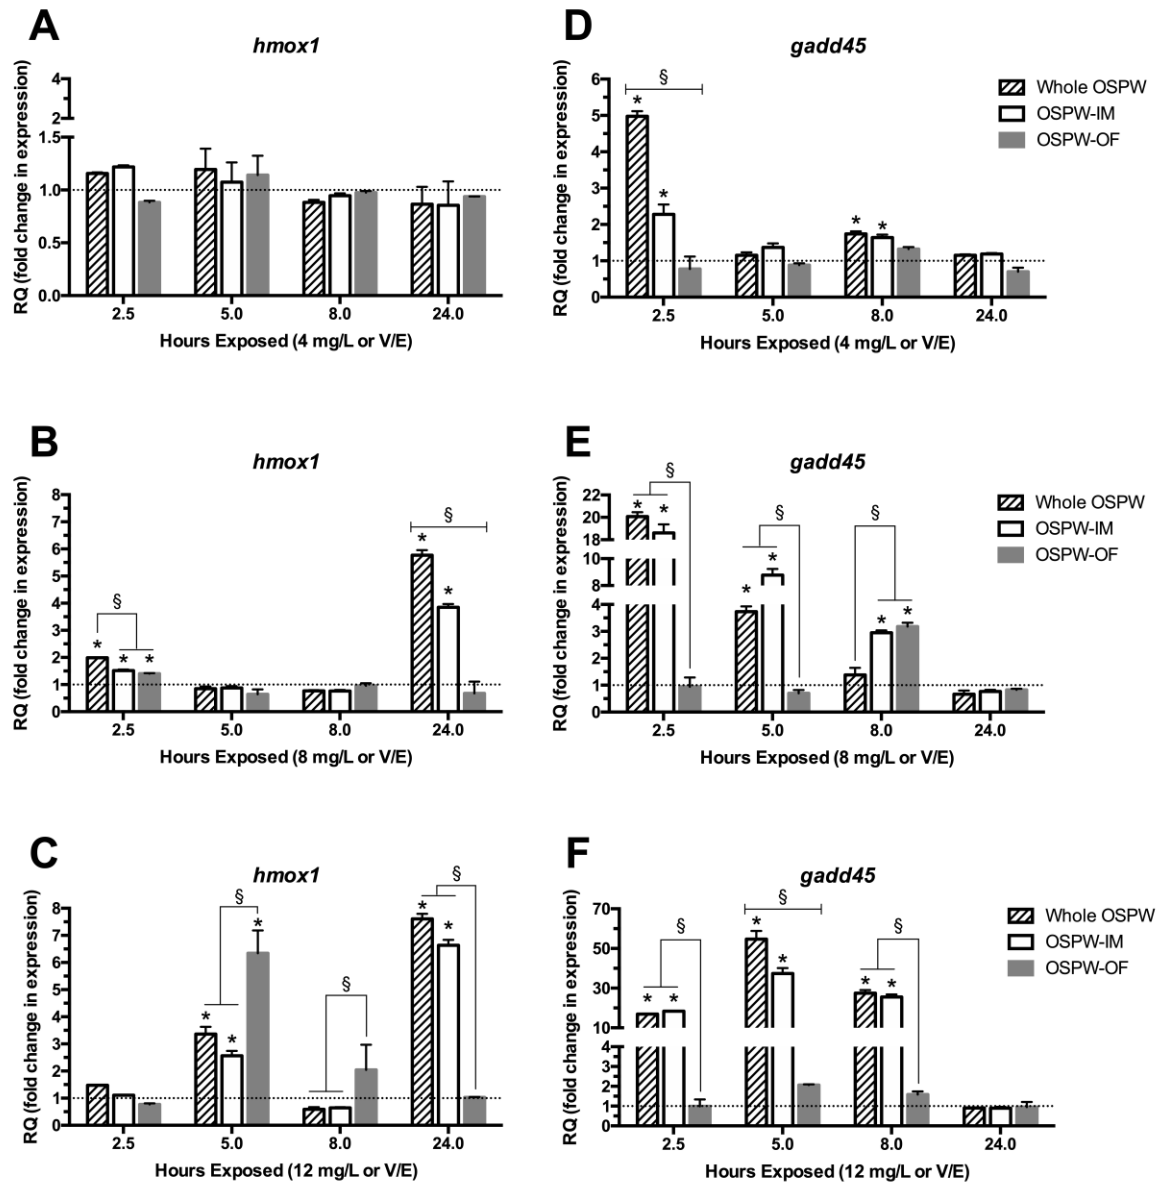 A
hmox1
RQ (fold change in expression)
4
2
1.5
1.0
0.5
0.0
2.5 5.0 8.0 24.0
Hours Exposed (4 mg/L or V/E)
D
gadd45
RQ (fold change in expression)
6
5
4
3
2
1
0
§
*
*
* *
2.5 5.0 8.0 24.0
Hours Exposed (4 mg/L or V/E)
Whole OSPW
OSPW-IM
OSPW-OF
B
hmox1
RQ (fold change in expression)
8
7
6
5
4
3
2
1
0
§
* * *
§
*
*
2.5 5.0 8.0 24.0
Hours Exposed (8 mg/L or V/E)
E
gadd45
RQ (fold change in expression)
22
20
18
10
8
4
3
2
1
0
§
* *
§
* *
§
* *
2.5 5.0 8.0 24.0
Hours Exposed (8 mg/L or V/E)
Whole OSPW
OSPW-IM
OSPW-OF
C
hmox1
RQ (fold change in expression)
8
7
6
5
4
3
2
1
0
§
* * *
§
§
* *
2.5 5.0 8.0 24.0
Hours Exposed (12 mg/L or V/E)
F
gadd45
RQ (fold change in expression)
70
50
30
10
4
3
2
1
0
§
* *
§
* *
§
* *
2.5 5.0 8.0 24.0
Hours Exposed (12 mg/L or V/E)
Whole OSPW
OSPW-IM
OSPW-OF